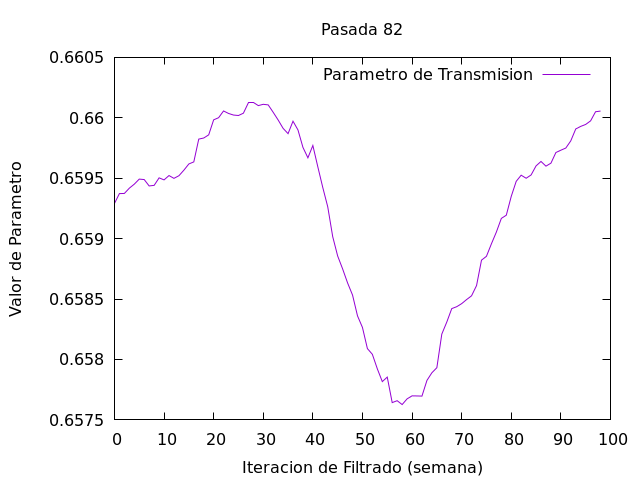 Pasada 82
Parametro de Transmision
Valor de Parametro
0.6605
0.66
0.6595
0.659
0.6585
0.658
0.6575
0 10 20 30 40 50 60 70 80 90 100
Iteracion de Filtrado (semana)